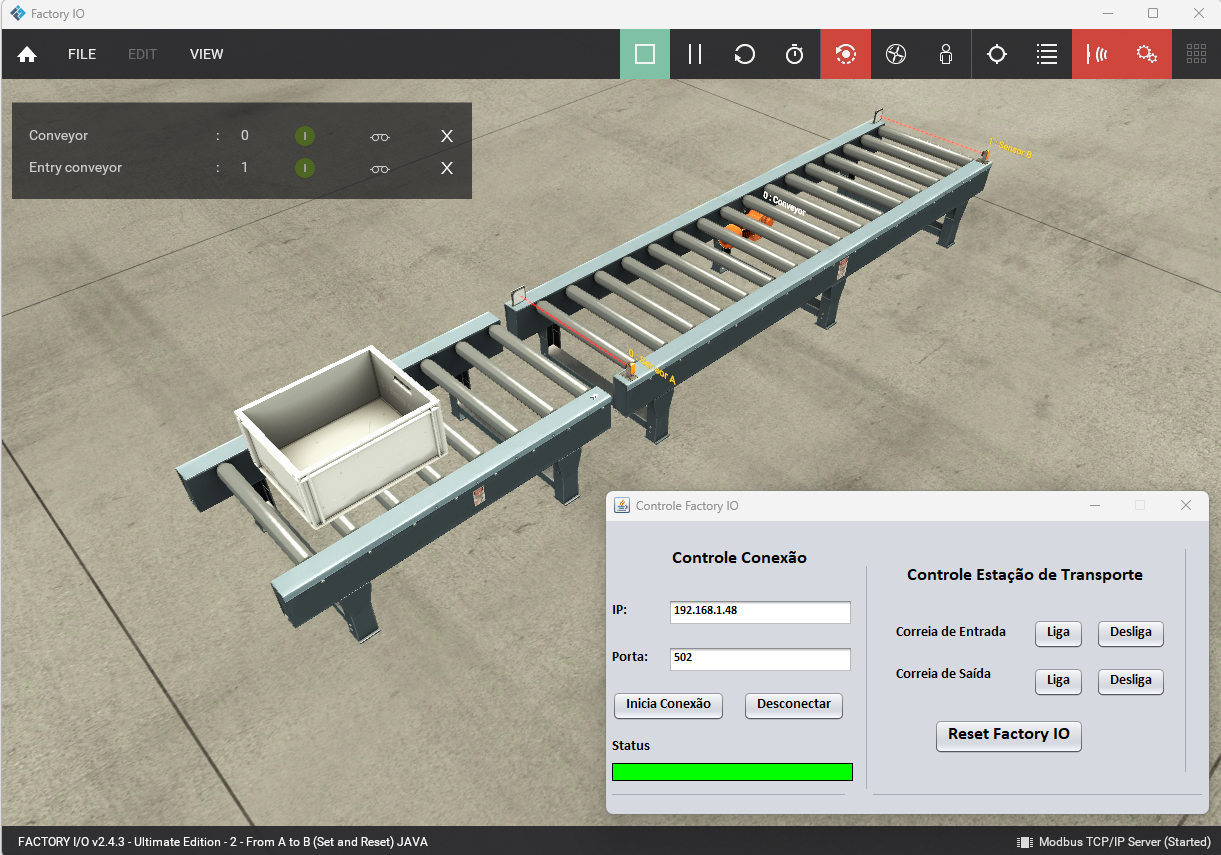 Factory IO
FILE EDIT VIEW
Conveyor : 0 I X
Entry conveyor : 1 I X
1 : Sensor B
0 : Conveyor
0 : Sensor A
Controle Factory IO
Controle Conexão
IP: 192.168.1.48
Porta: 502
Inicia Conexão Desconectar
Status
Controle Estação de Transporte
Correia de Entrada Liga Desliga
Correia de Saída Liga Desliga
Reset Factory IO
FACTORY I/O v2.4.3 - Ultimate Edition - 2 - From A to B (Set and Reset) JAVA
Modbus TCP/IP Server (Started)